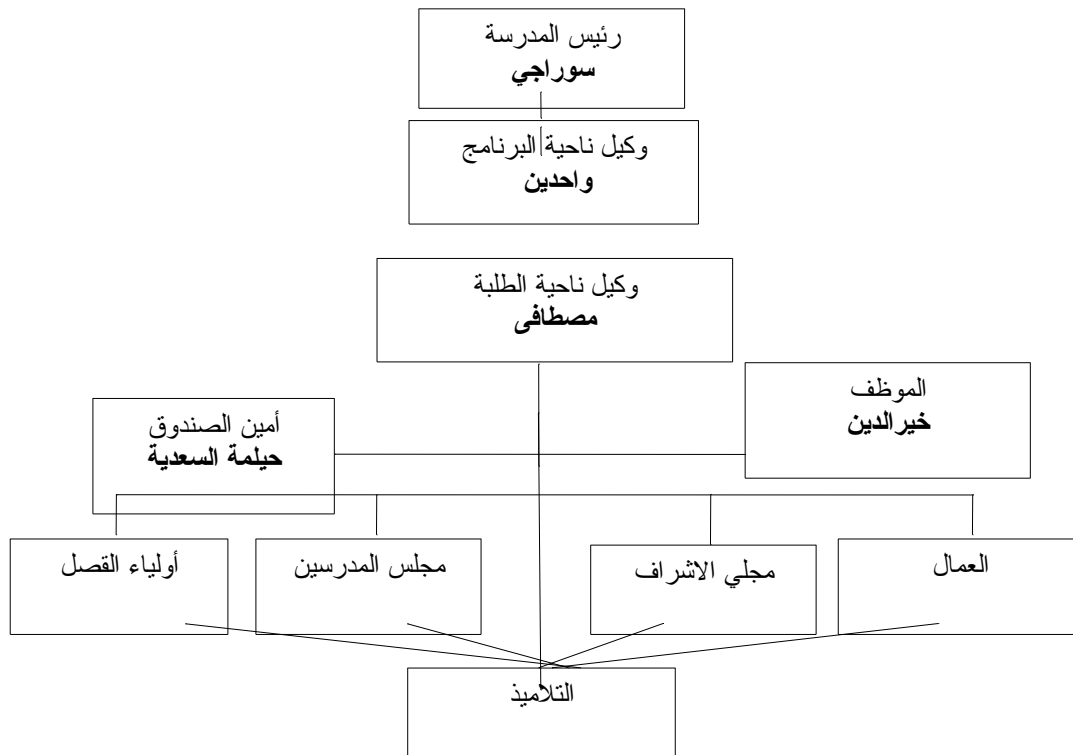 رئيس المدرسة
سوراجي
وكيل ناحية البرنامج
واحدين
وكيل ناحية الطلبة
مصطافى
الموظف
خيرالدين
أمين الصندوق
حيلمة السعدية
العمال
مجلي الاشراف
مجلس المدرسين
أولياء القصل
التلاميذ